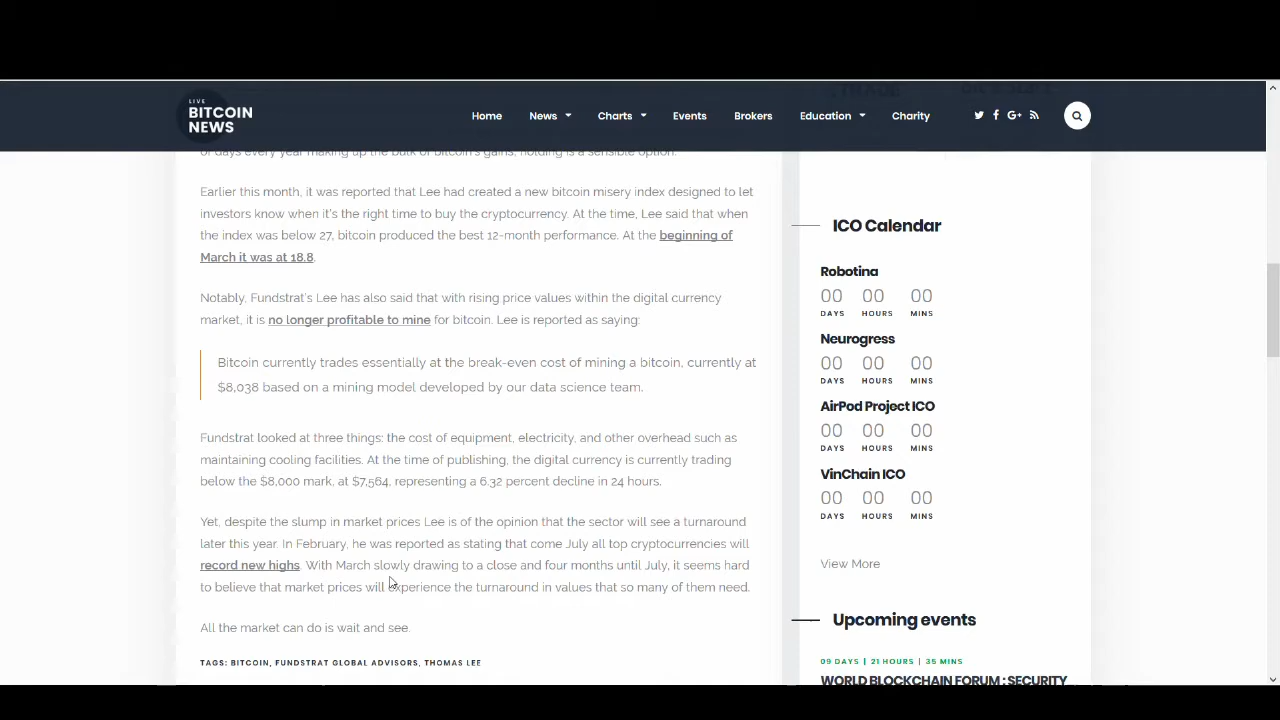 LIVE
BITCOIN
NEWS
Home
News
Charts
Events
Brokers
Education
Charity
G+
of days every year making up the bulk of bitcoin's gains, holding is a sensible option.
Earlier this month, it was reported that Lee had created a new bitcoin misery index designed to let
investors know when it's the right time to buy the cryptocurrency. At the time, Lee said that when
the index was below 27, bitcoin produced the best 12-month performance. At the beginning of
March it was at 18.8.
Notably, Fundstrat's Lee has also said that with rising price values within the digital currency
market, it is no longer profitable to mine for bitcoin. Lee is reported as saying:
Bitcoin currently trades essentially at the break-even cost of mining a bitcoin, currently at
$8,038 based on a mining model developed by our data science team.
Fundstrat looked at three things: the cost of equipment, electricity, and other overhead such as
maintaining cooling facilities. At the time of publishing, the digital currency is currently trading
below the $8,000 mark, at $7,564, representing a 6.32 percent decline in 24 hours.
Yet, despite the slump in market prices Lee is of the opinion that the sector will see a turnaround
later this year. In February, he was reported as stating that come July all top cryptocurrencies will
record new highs. With March slowly drawing to a close and four months until July, it seems hard
to believe that market prices will experience the turnaround in values that so many of them need.
All the market can do is wait and see.
TAGS: BITCOIN, FUNDSTRAT GLOBAL ADVISORS, THOMAS LEE
ICO Calendar
Robotina
00 00 00
DAYS HOURS MINS
Neurogress
00 00 00
DAYS HOURS MINS
AirPod Project ICO
00 00 00
DAYS HOURS MINS
VinChain ICO
00 00 00
DAYS HOURS MINS
View More
Upcoming events
09 DAYS | 21 HOURS | 35 MINS
WORLD BLOCKCHAIN FORUM : SECURITY